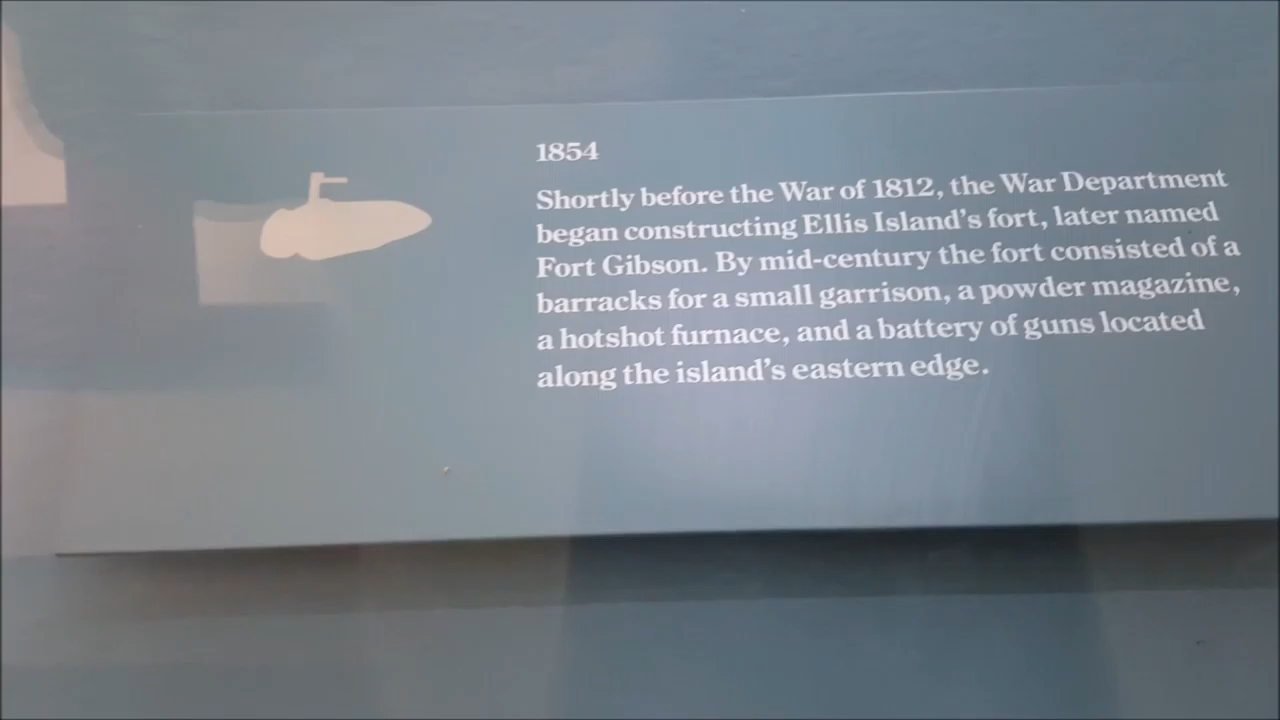 1854
Shortly before the War of 1812, the War Department
began constructing Ellis Island's fort, later named
Fort Gibson. By mid-century the fort consisted of a
barracks for a small garrison, a powder magazine,
a hotshot furnace, and a battery of guns located
along the island's eastern edge.